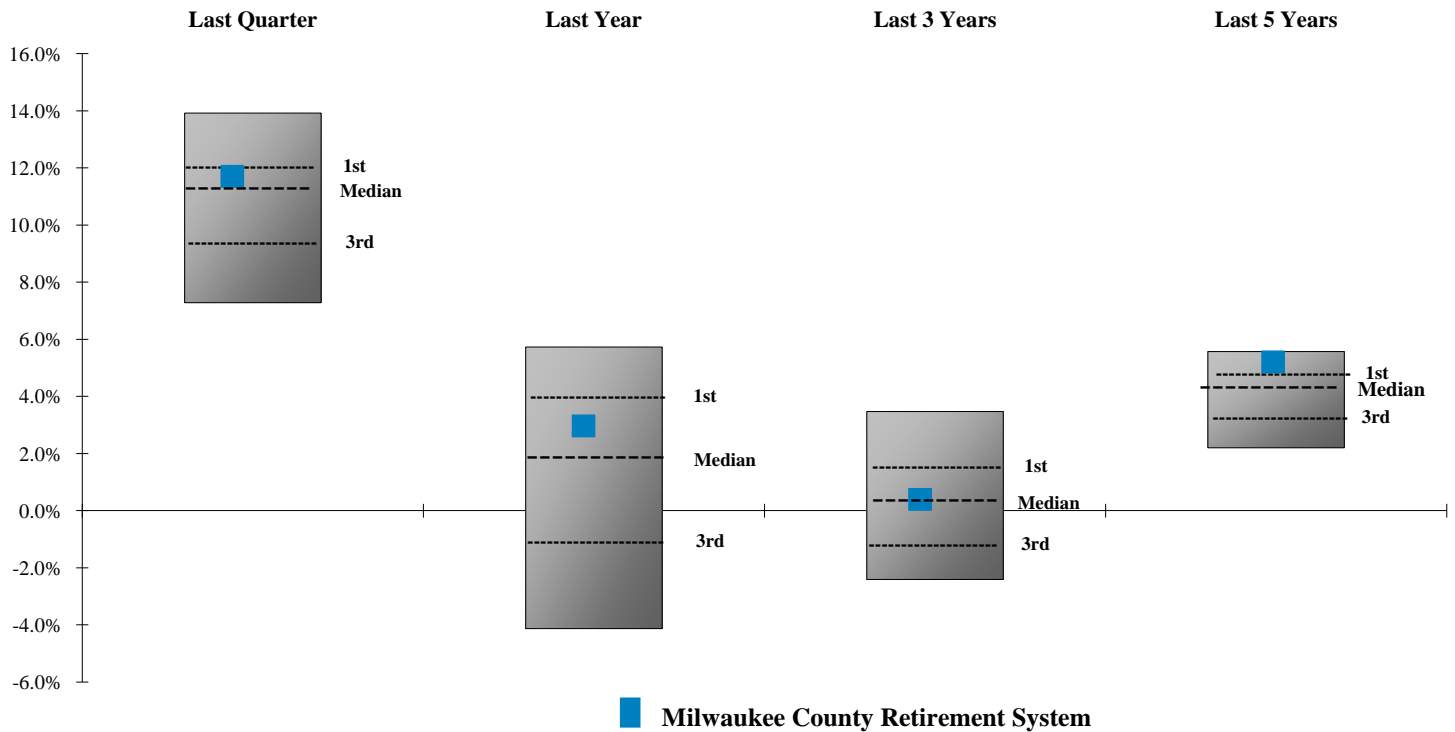 Last Quarter Last Year Last 3 Years Last 5 Years
16.0%
14.0%
12.0%
10.0%
8.0%
6.0%
4.0%
2.0%
0.0%
-2.0%
-4.0%
-6.0%
1st
Median
3rd
1st
Median
3rd
1st
Median
3rd
1st
Median
3rd
Milwaukee County Retirement System